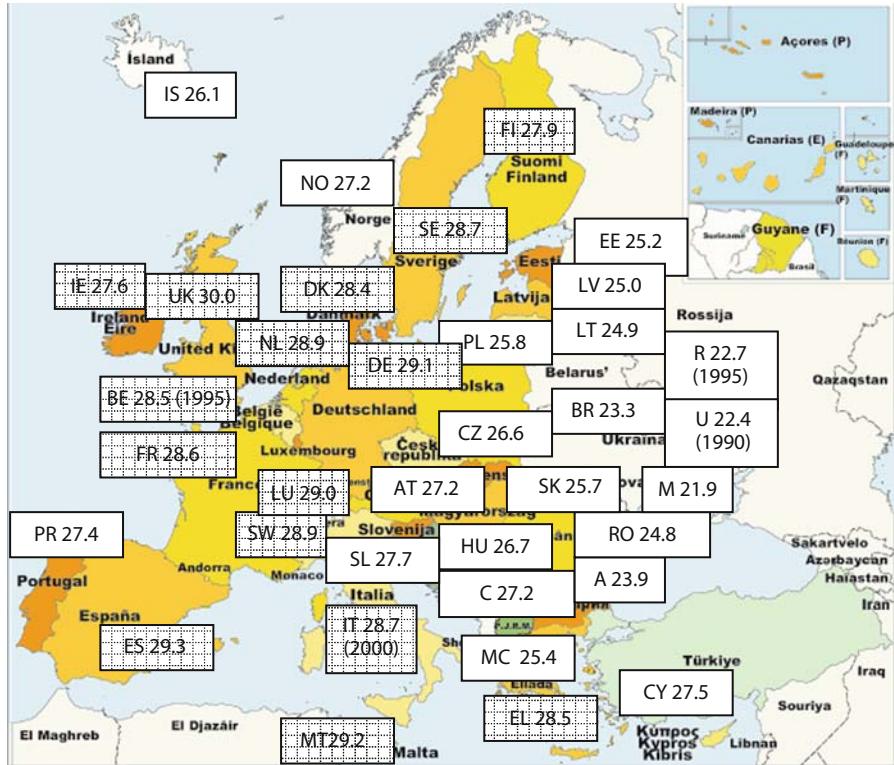 Ísland
IS 26.1
Açores (P)
Madeira (P)
Canarias (E)
Guadeloupe
(F)
Martinique
(F)
Guyane (F)
Suriname
Brasil
Réunion (F)
FI 27.9
Suomi
Finland
NO 27.2
Norge
SE 28.7
Sverige
EE 25.2
Eesti
IE 27.6
UK 30.0
DK 28.4
Danmark
LV 25.0
Latvija
Ireland
Éire
United Ki
NL 28.9
Nederland
DE 29.1
PL 25.8
LT 24.9
Rossija
R 22.7
(1995)
Polska
Belarus'
Qazaqstan
BE 28.5 (1995)
België
Belgique
Deutschland
BR 23.3
U 22.4
(1990)
Ukraïna
CZ 26.6
Česk
republika
FR 28.6
Luxembourg
France
LU 29.0
AT 27.2
SK 25.7
M 21.9
Magyarország
SW 28.9
Slovenija
HU 26.7
RO 24.8
PR 27.4
SL 27.7
Sakartvelo
Azərbaycan
Haïastan
Andorra
Monaco
C 27.2
A 23.9
Portugal
España
Italia
Iran
ES 29.3
IT 28.7
(2000)
MC 25.4
Türkiye
Iraq
Ellada
CY 27.5
Souriya
El Maghreb
El Djazáir
MT29.2
Malta
EL 28.5
Κύπρος
Kypros
Kibris
Libnan